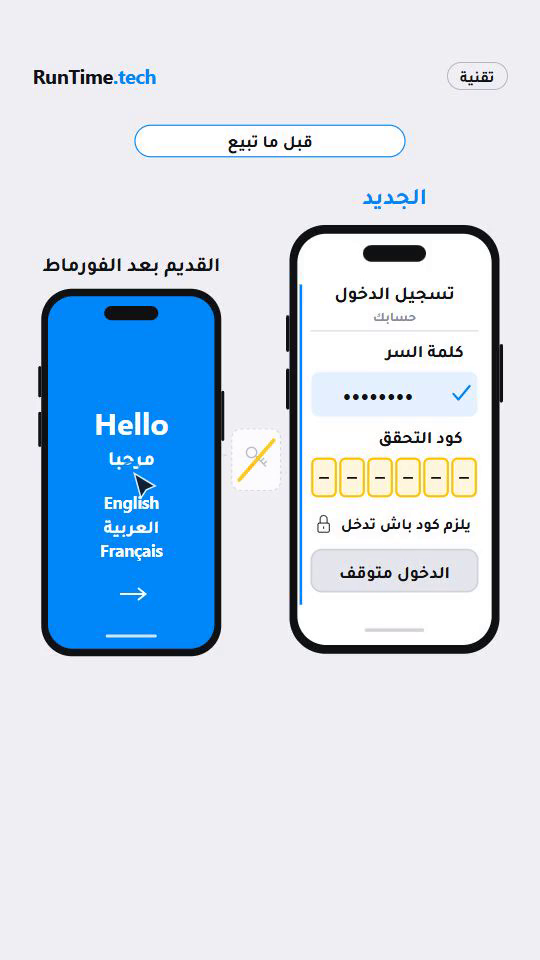 RunTime.tech
تقنية
قبل ما تبيع
الجديد
القديم بعد الفورماط
تسجيل الدخول
حسابك
كلمة السر
••••••••
كود التحقق
– – – – – –
يلزم كود باش تدخل
الدخول متوقف
Hello
مرحبا
English
العربية
Français